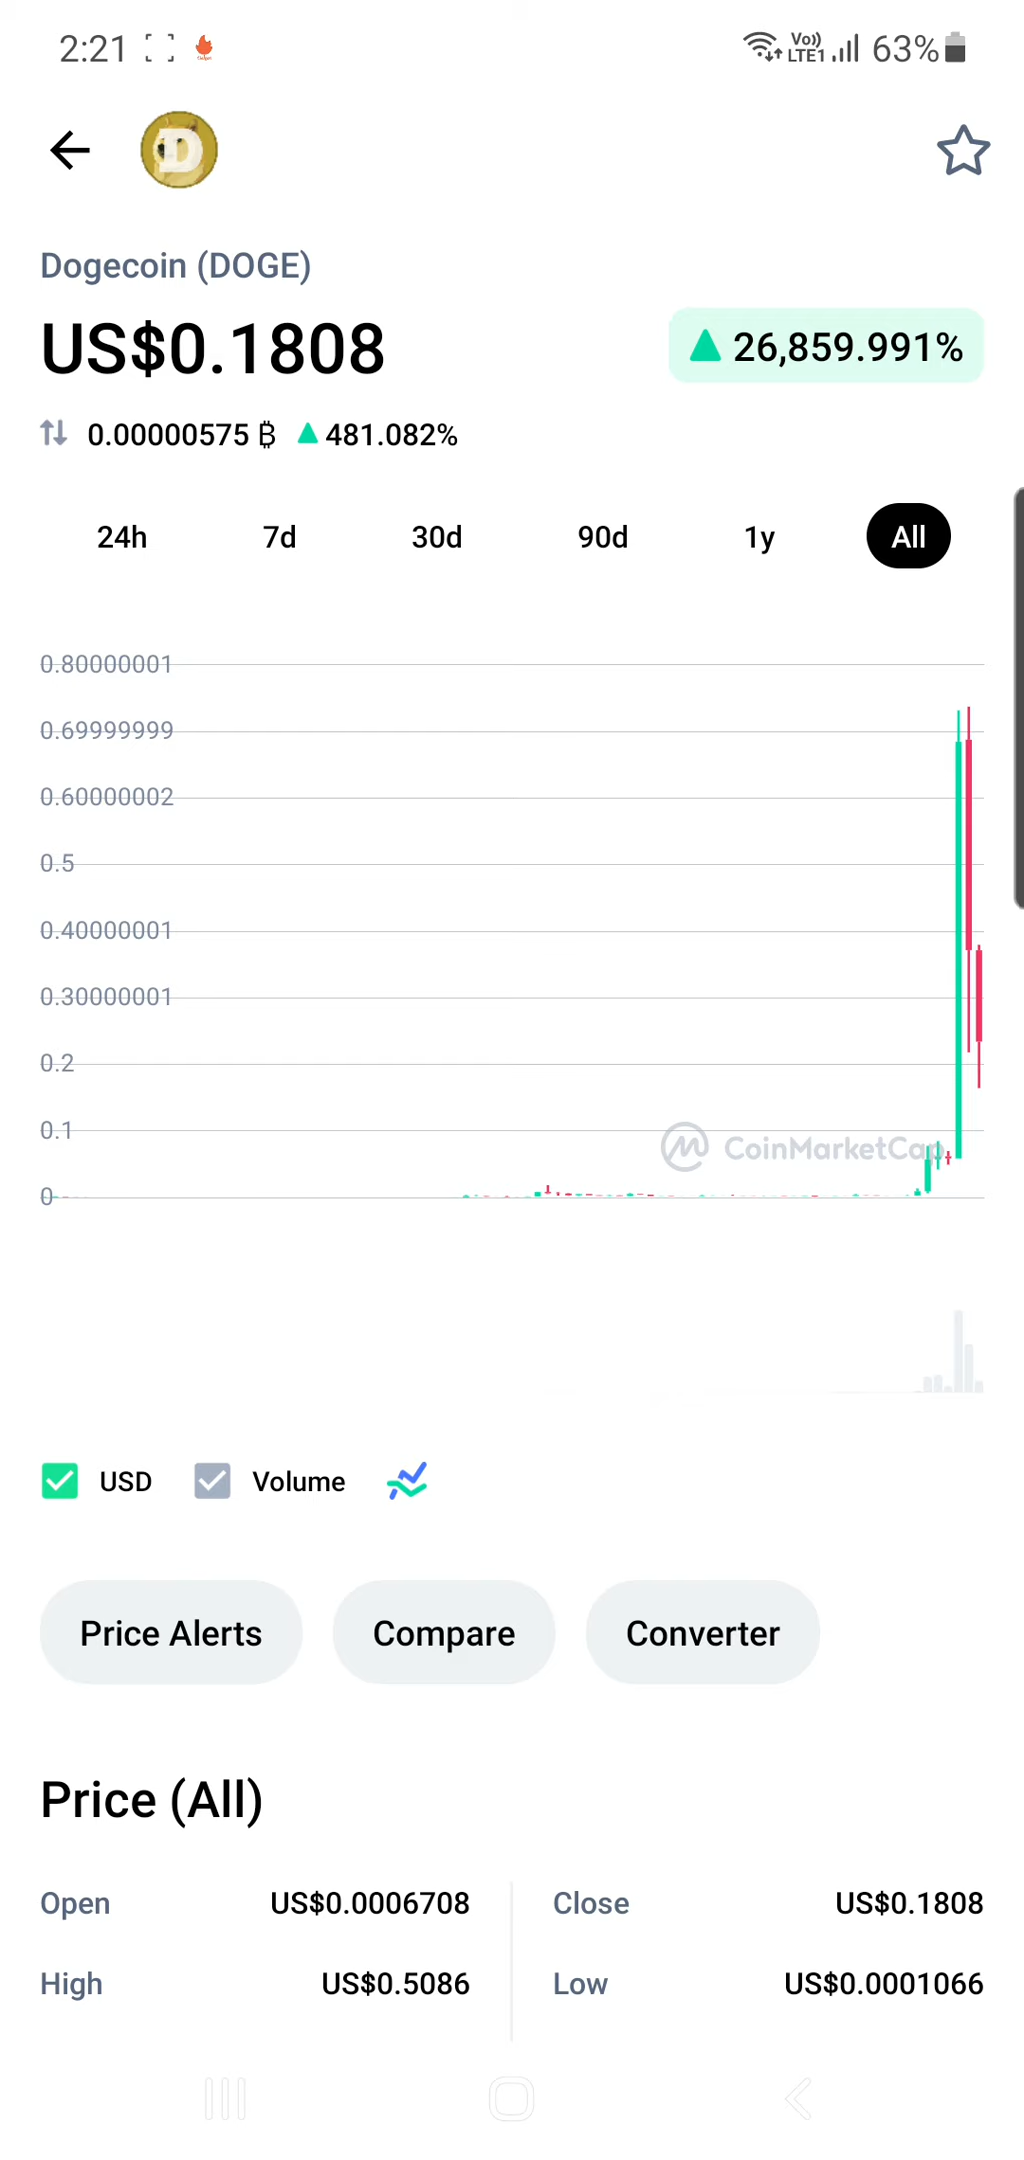 2:21 Vo)) LTE1 63%
D
Dogecoin (DOGE)
US$0.1808 26,859.991%
0.00000575 ₿ 481.082%
24h 7d 30d 90d 1y All
0.80000001
0.69999999
0.60000002
0.5
0.40000001
0.30000001
0.2
0.1
CoinMarketCap
0
USD Volume
Price Alerts Compare Converter
Price (All)
Open US$0.0006708 Close US$0.1808
High US$0.5086 Low US$0.0001066